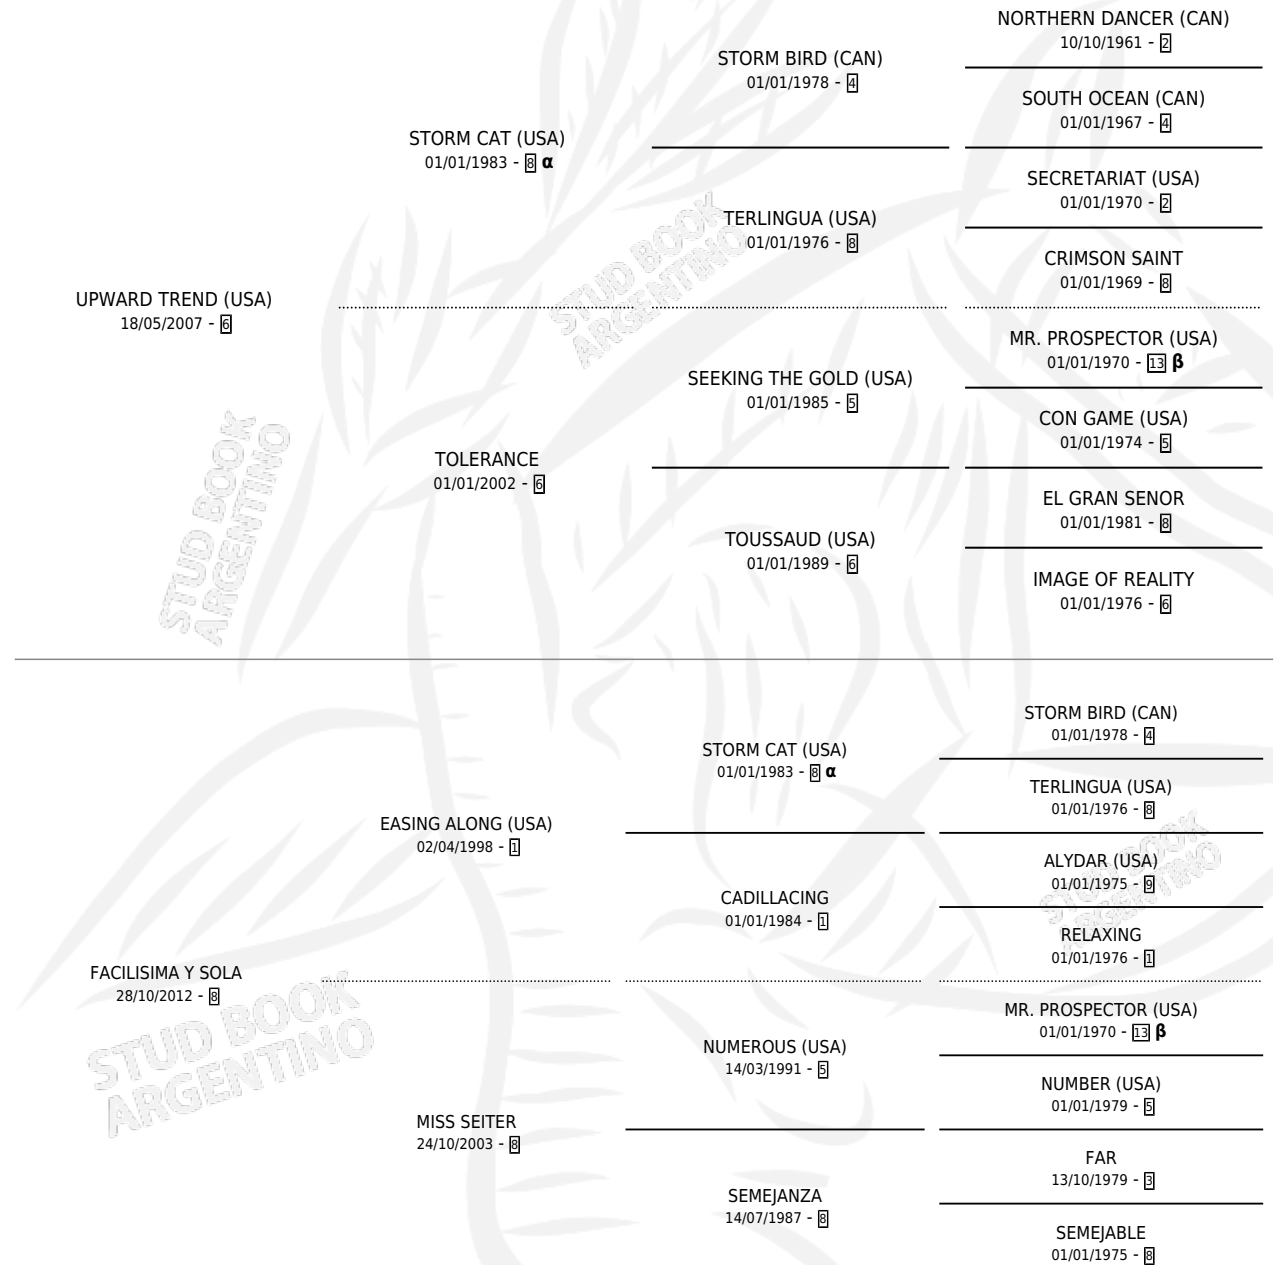 NORTHERN DANCER (CAN)
10/10/1961 - 2
STORM BIRD (CAN)
01/01/1978 - 4
SOUTH OCEAN (CAN)
01/01/1967 - 4
STORM CAT (USA)
01/01/1983 - 8 α
SECRETARIAT (USA)
01/01/1970 - 2
TERLINGUA (USA)
01/01/1976 - 8
CRIMSON SAINT
01/01/1969 - 8
UPWARD TREND (USA)
18/05/2007 - 6
MR. PROSPECTOR (USA)
01/01/1970 - 13 β
SEEKING THE GOLD (USA)
01/01/1985 - 5
CON GAME (USA)
01/01/1974 - 5
TOLERANCE
01/01/2002 - 6
EL GRAN SENOR
01/01/1981 - 8
TOUSSAUD (USA)
01/01/1989 - 6
IMAGE OF REALITY
01/01/1976 - 6
STORM BIRD (CAN)
01/01/1978 - 4
STORM CAT (USA)
01/01/1983 - 8 α
TERLINGUA (USA)
01/01/1976 - 8
EASING ALONG (USA)
02/04/1998 - 1
ALYDAR (USA)
01/01/1975 - 9
CADILLACING
01/01/1984 - 1
RELAXING
01/01/1976 - 1
FACILISIMA Y SOLA
28/10/2012 - 8
MR. PROSPECTOR (USA)
01/01/1970 - 13 β
NUMEROUS (USA)
14/03/1991 - 5
NUMBER (USA)
01/01/1979 - 5
MISS SEITER
24/10/2003 - 8
FAR
13/10/1979 - 3
SEMEJANZA
14/07/1987 - 8
SEMEJABLE
01/01/1975 - 8
STUD BOOK
ARGENTINO
STUD BOOK
ARGENTINO
STUD BOOK
ARGENTINO
STUD BOOK
ARGENTINO